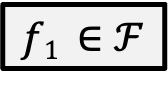 f₁ ∈ ℱ